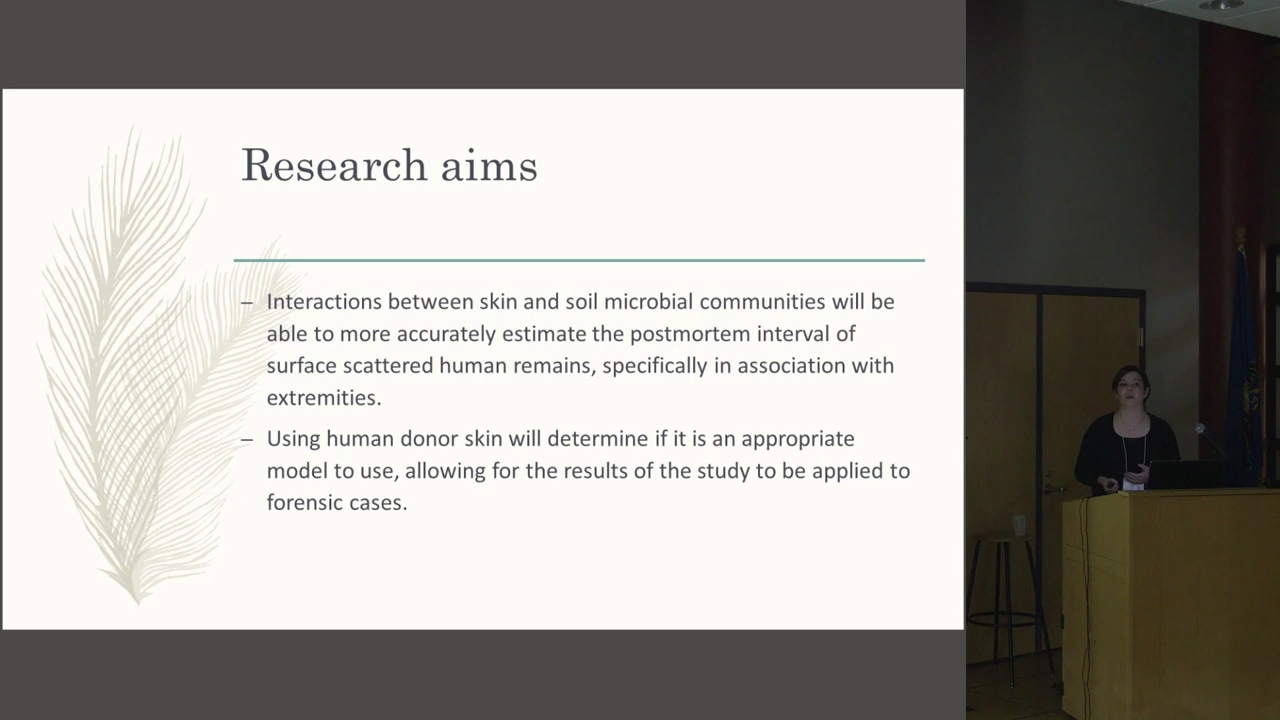 Research aims
– Interactions between skin and soil microbial communities will be
able to more accurately estimate the postmortem interval of
surface scattered human remains, specifically in association with
extremities.
– Using human donor skin will determine if it is an appropriate
model to use, allowing for the results of the study to be applied to
forensic cases.